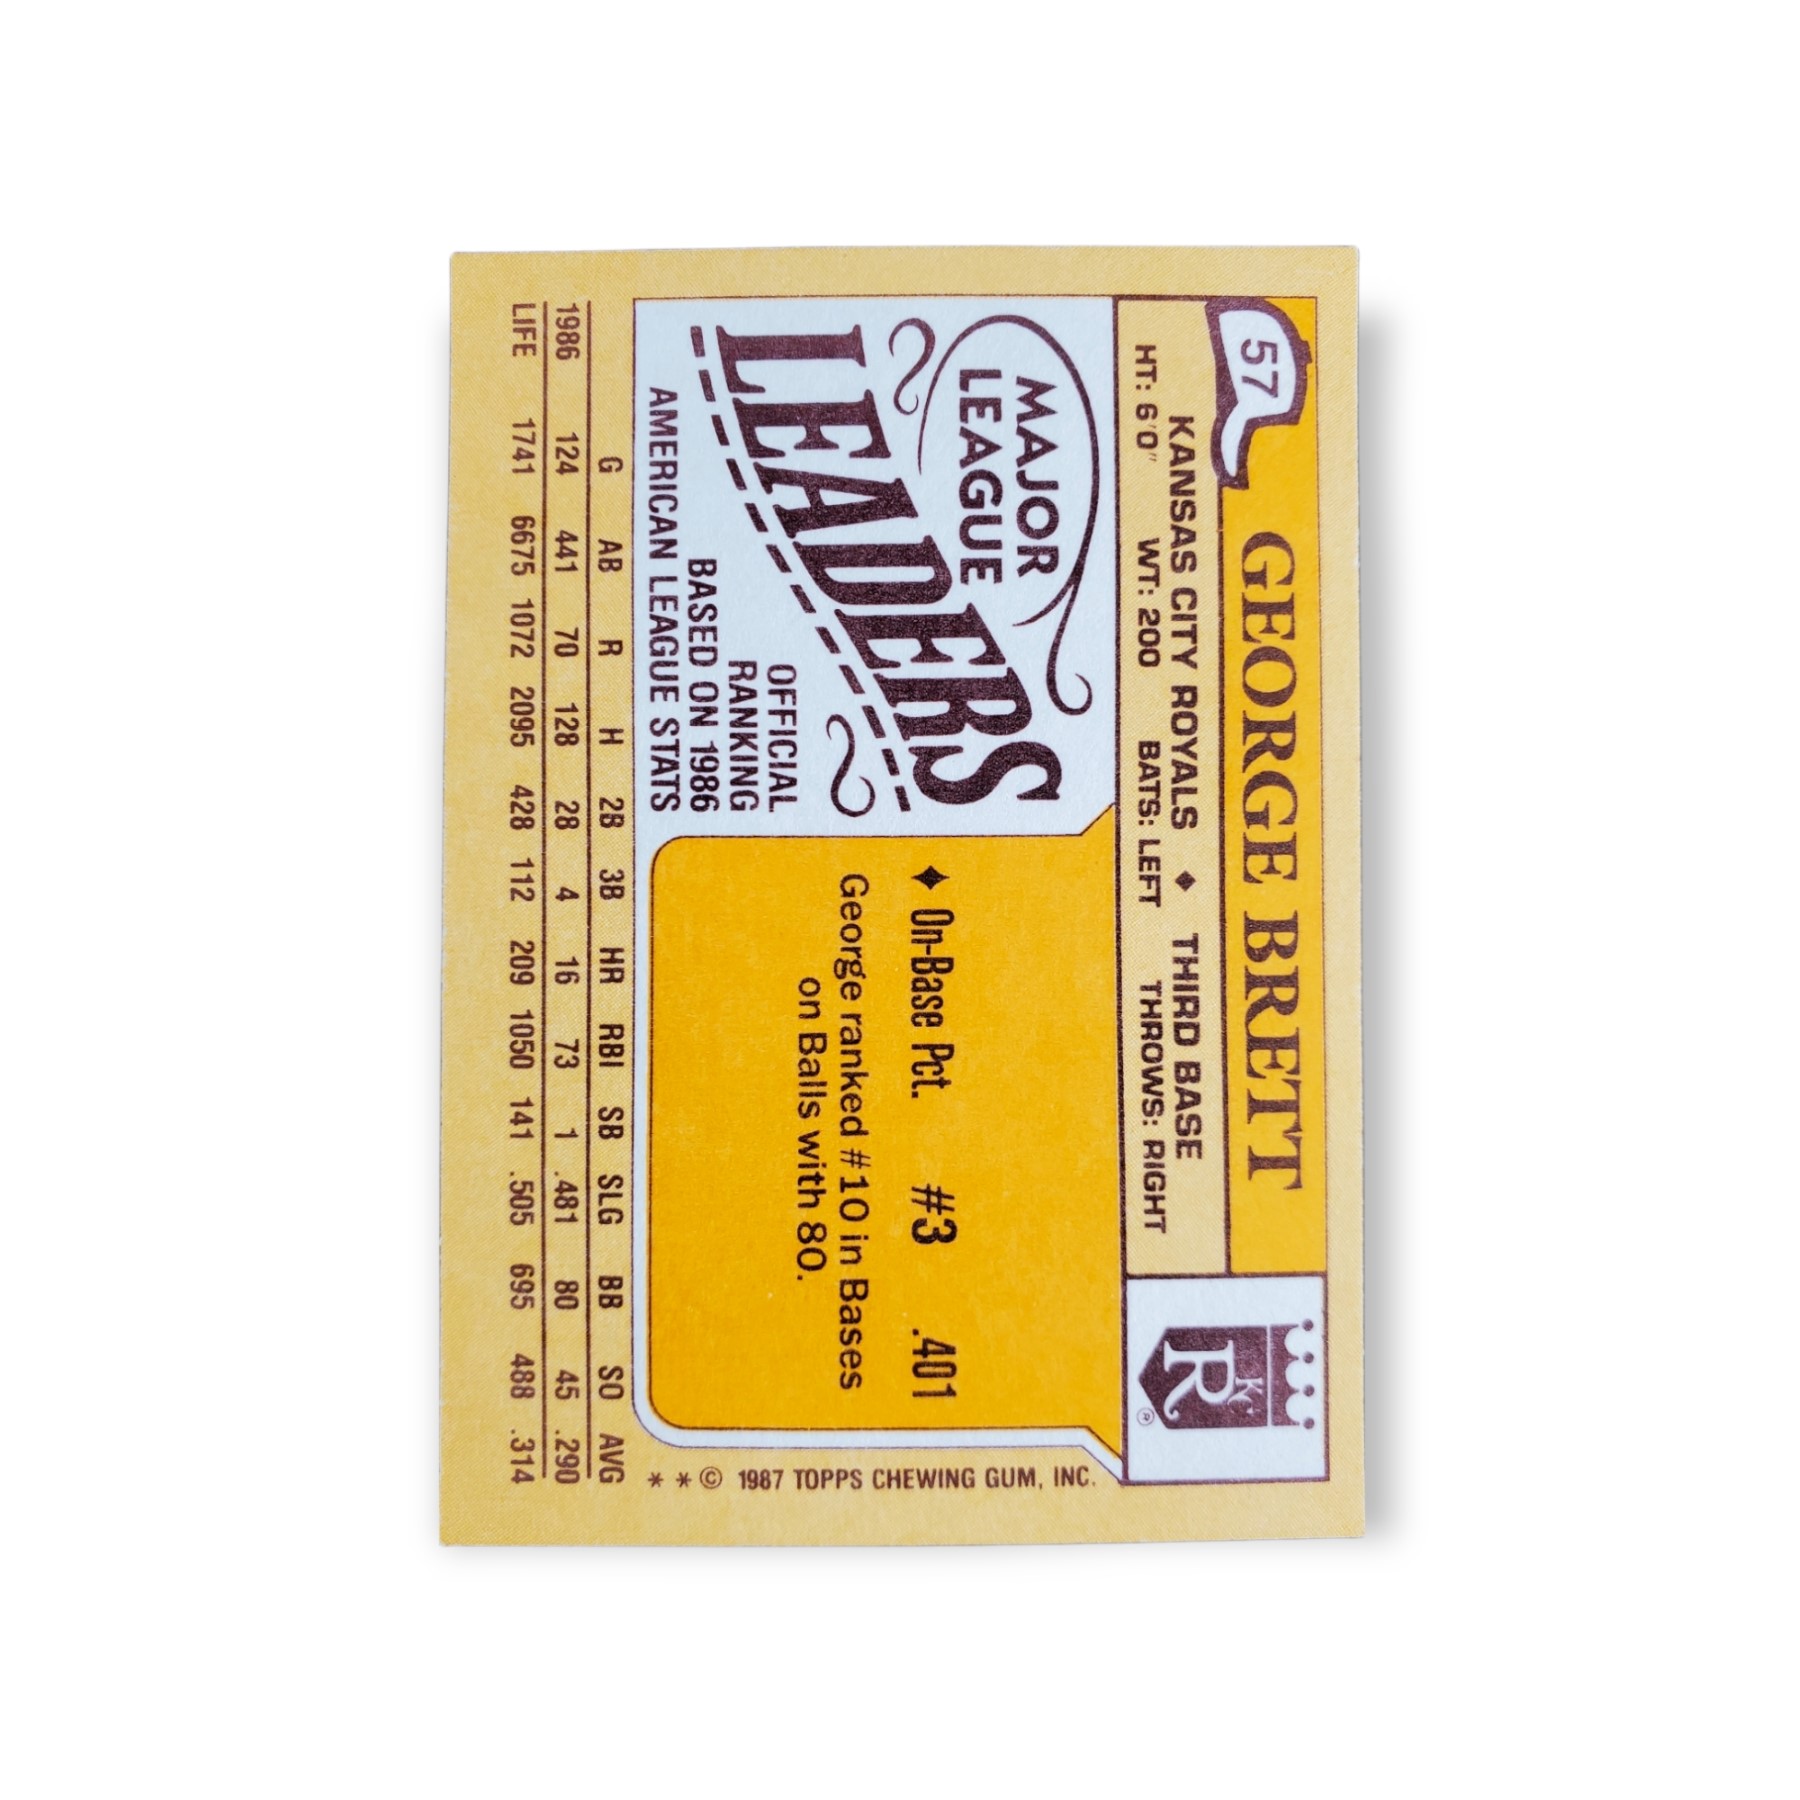 57
GEORGE BRETT
KANSAS CITY ROYALS ♦ THIRD BASE
HT: 6'0" WT: 200 BATS: LEFT THROWS: RIGHT
KC
R
®
MAJOR
LEAGUE
LEADERS
OFFICIAL
RANKING
BASED ON 1986
AMERICAN LEAGUE STATS
♦ On-Base Pct. #3 .401
George ranked #10 in Bases
on Balls with 80.
* * © 1987 TOPPS CHEWING GUM, INC.
G AB R H 2B 3B HR RBI SB SLG BB SO AVG
1986 124 441 70 128 28 4 16 73 1 .481 80 45 .290
LIFE 1741 6675 1072 2095 428 112 209 1050 141 .505 695 488 .314